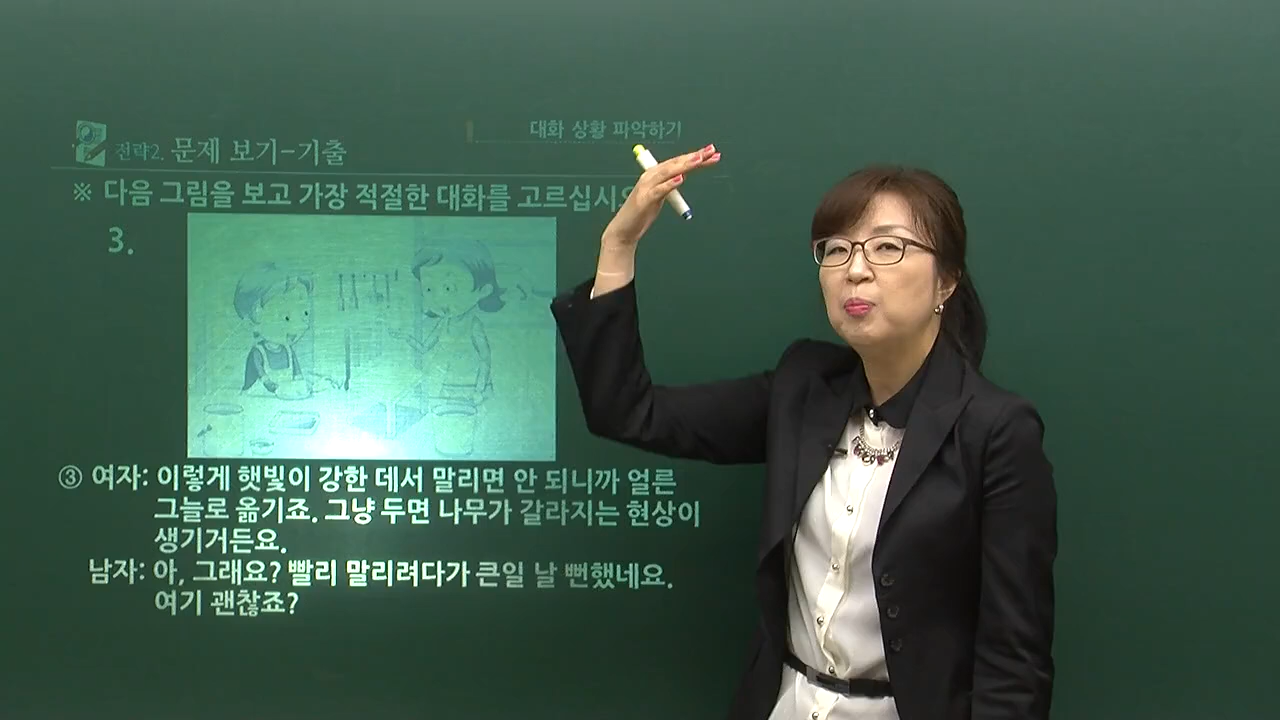 대화 상황 파악하기
전략2. 문제 보기-기출
※ 다음 그림을 보고 가장 적절한 대화를 고르십시오
3.
③ 여자: 이렇게 햇빛이 강한 데서 말리면 안 되니까 얼른
그늘로 옮기죠. 그냥 두면 나무가 갈라지는 현상이
생기거든요.
남자: 아, 그래요? 빨리 말리려다가 큰일 날 뻔했네요.
여기 괜찮죠?